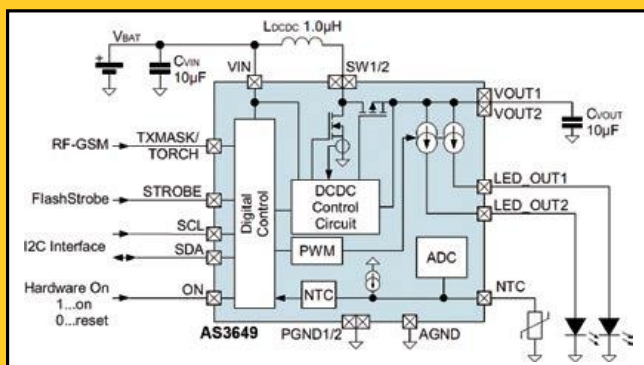 VBAT
LDCDC 1.0µH
CVIN
10µF
VIN
SW1/2
VOUT1
VOUT2
CVOUT
10µF
RF-GSM
TXMASK/
TORCH
FlashStrobe
STROBE
SCL
I2C Interface
SDA
Hardware On
1...on
0...reset
ON
Digital
Control
DCDC
Control
Circuit
PWM
NTC
ADC
LED_OUT1
LED_OUT2
NTC
AS3649
PGND1/2
AGND